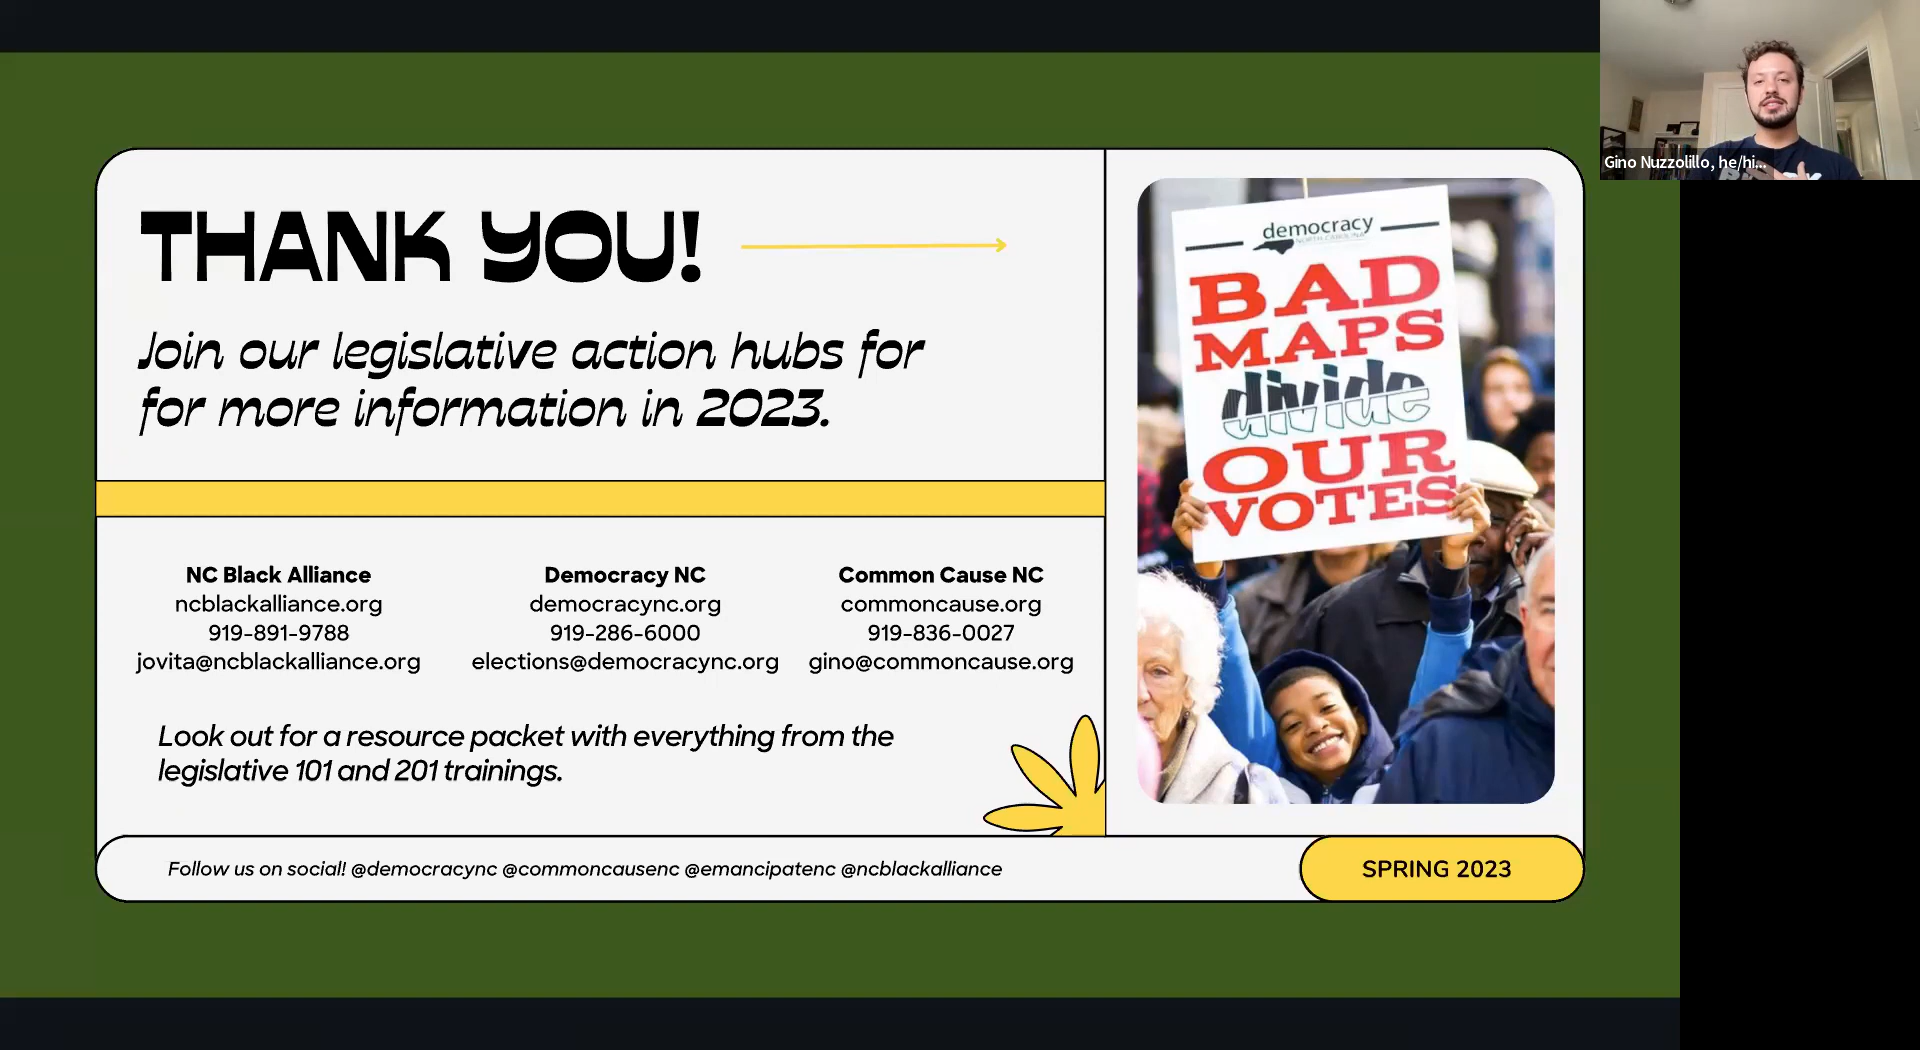 THANK YOU!
Join our legislative action hubs for
for more information in 2023.
NC Black Alliance
ncblackalliance.org
919-891-9788
jovita@ncblackalliance.org
Democracy NC
democracync.org
919-286-6000
elections@democracync.org
Common Cause NC
commoncause.org
919-836-0027
gino@commoncause.org
Look out for a resource packet with everything from the
legislative 101 and 201 trainings.
Follow us on social! @democracync @commoncausenc @emancipatenc @ncblackalliance
SPRING 2023
democracy
NORTH CAROLINA
BAD
MAPS
divide
OUR
VOTES
Gino Nuzzolillo, he/hi...